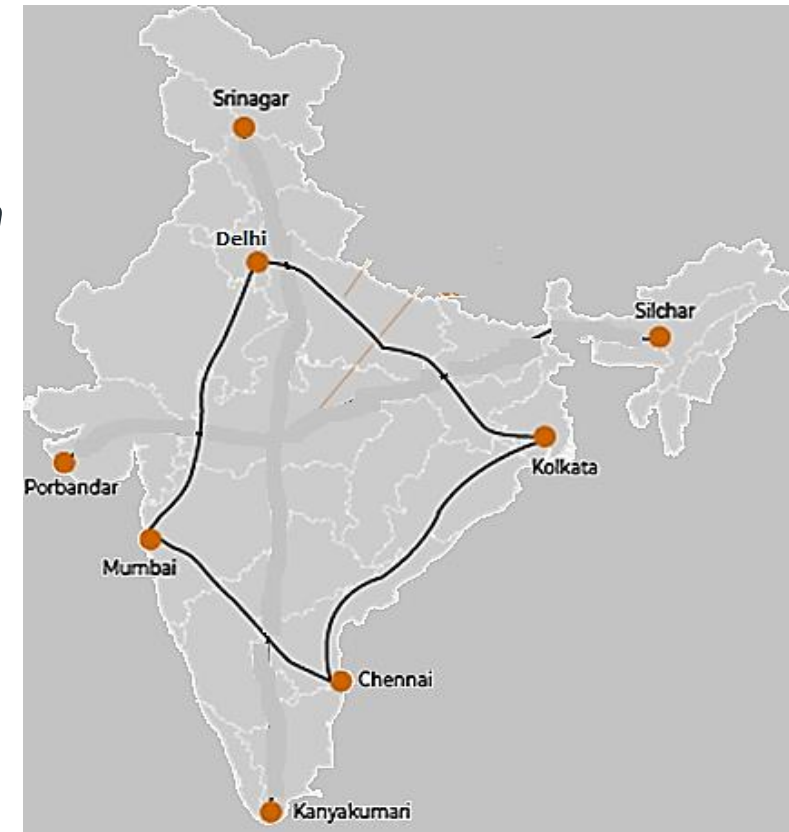 Srinagar
Delhi
Silchar
Porbandar
Kolkata
Mumbai
Chennai
Kanyakumari